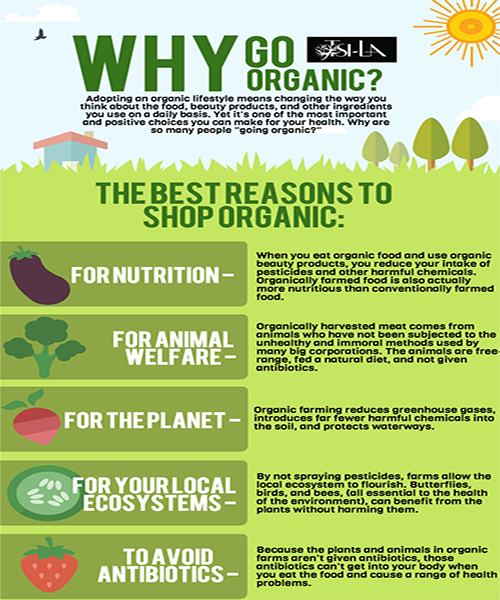 WHY GO
ORGANIC?
TSI-LA
Adopting an organic lifestyle means changing the way you
think about the food, beauty products, and other ingredients
you use on a daily basis. Yet it's one of the most important
and positive choices you can make for your health. Why are
so many people "going organic?"
THE BEST REASONS TO
SHOP ORGANIC:
FOR NUTRITION –
When you eat organic food and use organic
beauty products, you reduce your intake of
pesticides and other harmful chemicals.
Organically farmed food is also actually
more nutritious than conventionally farmed
food.
FOR ANIMAL
WELFARE –
Organically harvested meat comes from
animals who have not been subjected to the
unhealthy and immoral methods used by
many big corporations. The animals are free-
range, fed a natural diet, and not given
antibiotics.
FOR THE PLANET –
Organic farming reduces greenhouse gases,
introduces far fewer harmful chemicals into
the soil, and protects waterways.
FOR YOUR LOCAL
ECOSYSTEMS –
By not spraying pesticides, farms allow the
local ecosystem to flourish. Butterflies,
birds, and bees, (all essential to the health
of the environment), can benefit from the
plants without harming them.
TO AVOID
ANTIBIOTICS –
Because the plants and animals in organic
farms aren't given antibiotics, those
antibiotics can't get into your body when
you eat the food and cause a range of health
problems.